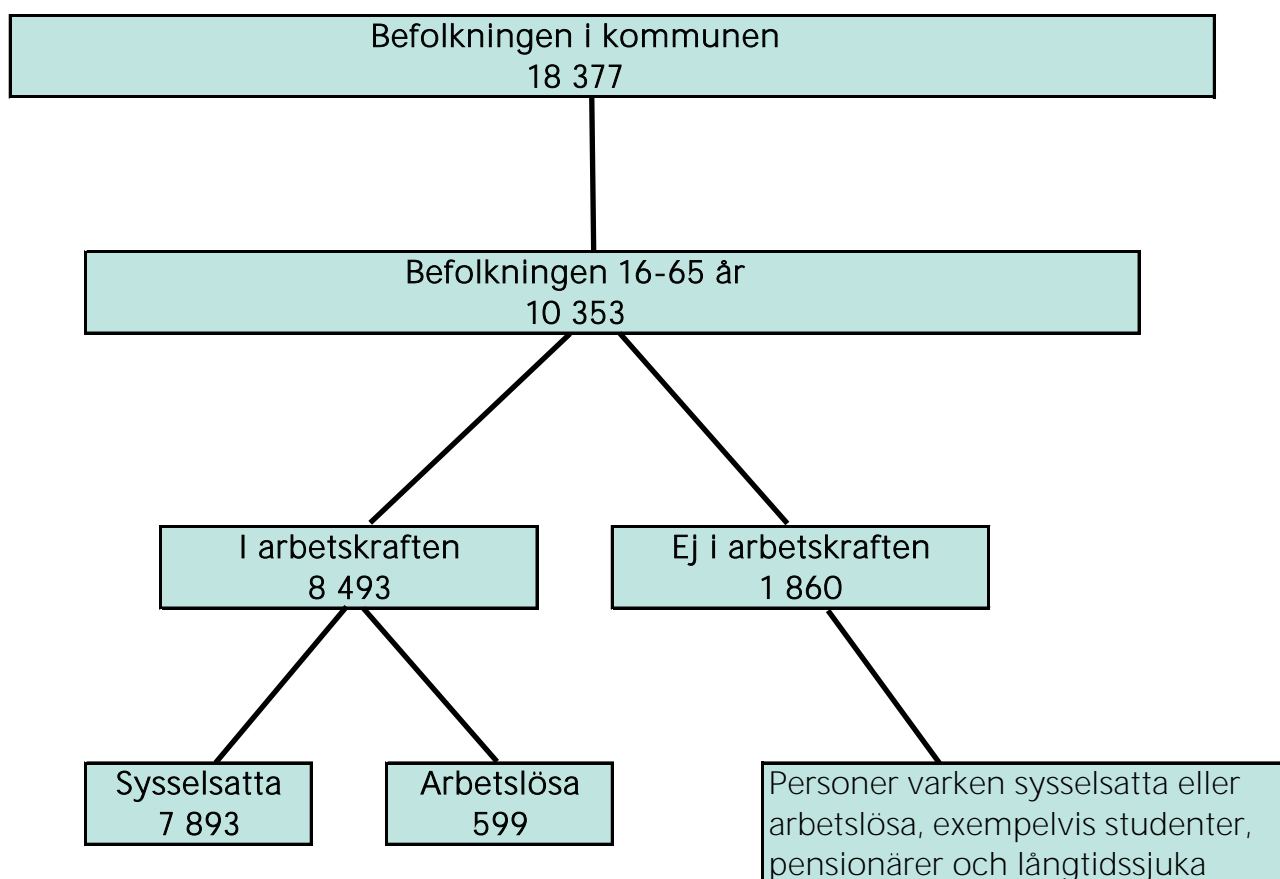 Befolkningen i kommunen
18 377
Befolkningen 16-65 år
10 353
I arbetskraften
8 493
Ej i arbetskraften
1 860
Sysselsatta
7 893
Arbetslösa
599
Personer varken sysselsatta eller
arbetslösa, exempelvis studenter,
pensionärer och långtidssjuka